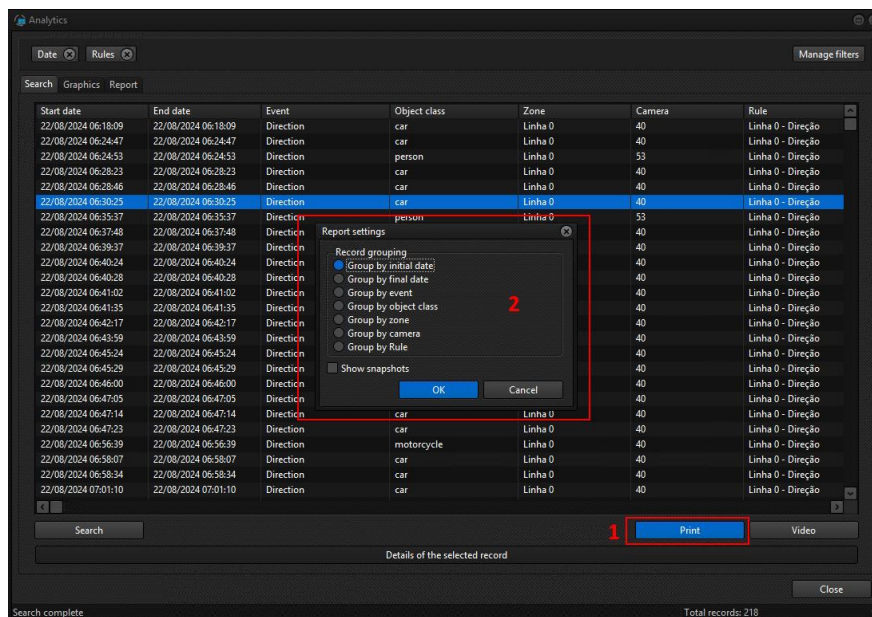 Analytics
Date Rules Manage filters
Search Graphics Report
Start date End date Event Object class Zone Camera Rule
22/08/2024 06:18:09 22/08/2024 06:18:09 Direction car Linha 0 40 Linha 0 - Direção
22/08/2024 06:24:47 22/08/2024 06:24:47 Direction car Linha 0 40 Linha 0 - Direção
22/08/2024 06:24:53 22/08/2024 06:24:53 Direction person Linha 0 53 Linha 0 - Direção
22/08/2024 06:28:23 22/08/2024 06:28:23 Direction car Linha 0 40 Linha 0 - Direção
22/08/2024 06:28:46 22/08/2024 06:28:46 Direction car Linha 0 40 Linha 0 - Direção
22/08/2024 06:30:25 22/08/2024 06:30:25 Direction car Linha 0 40 Linha 0 - Direção
22/08/2024 06:35:37 22/08/2024 06:35:37 Direction person Linha 0 53 Linha 0 - Direção
22/08/2024 06:37:48 22/08/2024 06:37:48 Direction 40 Linha 0 - Direção
22/08/2024 06:39:37 22/08/2024 06:39:37 Direction 40 Linha 0 - Direção
22/08/2024 06:40:24 22/08/2024 06:40:24 Direction 40 Linha 0 - Direção
22/08/2024 06:40:28 22/08/2024 06:40:28 Direction 40 Linha 0 - Direção
22/08/2024 06:41:02 22/08/2024 06:41:02 Direction 40 Linha 0 - Direção
22/08/2024 06:41:35 22/08/2024 06:41:35 Direction 40 Linha 0 - Direção
22/08/2024 06:42:17 22/08/2024 06:42:17 Direction 40 Linha 0 - Direção
22/08/2024 06:43:59 22/08/2024 06:43:59 Direction 40 Linha 0 - Direção
22/08/2024 06:45:24 22/08/2024 06:45:24 Direction 40 Linha 0 - Direção
22/08/2024 06:45:29 22/08/2024 06:45:29 Direction 40 Linha 0 - Direção
22/08/2024 06:46:00 22/08/2024 06:46:00 Direction 40 Linha 0 - Direção
22/08/2024 06:47:05 22/08/2024 06:47:05 Direction 40 Linha 0 - Direção
22/08/2024 06:47:14 22/08/2024 06:47:14 Direction car Linha 0 40 Linha 0 - Direção
22/08/2024 06:47:23 22/08/2024 06:47:23 Direction car Linha 0 40 Linha 0 - Direção
22/08/2024 06:56:39 22/08/2024 06:56:39 Direction motorcycle Linha 0 40 Linha 0 - Direção
22/08/2024 06:58:07 22/08/2024 06:58:07 Direction car Linha 0 40 Linha 0 - Direção
22/08/2024 06:58:34 22/08/2024 06:58:34 Direction car Linha 0 40 Linha 0 - Direção
22/08/2024 07:01:10 22/08/2024 07:01:10 Direction car Linha 0 40 Linha 0 - Direção
Report settings
Record grouping
Group by initial date
Group by final date
Group by event
Group by object class
Group by zone
Group by camera
Group by Rule
2
Show snapshots
OK Cancel
Search 1 Print Video
Details of the selected record
Close
Search complete Total records: 218